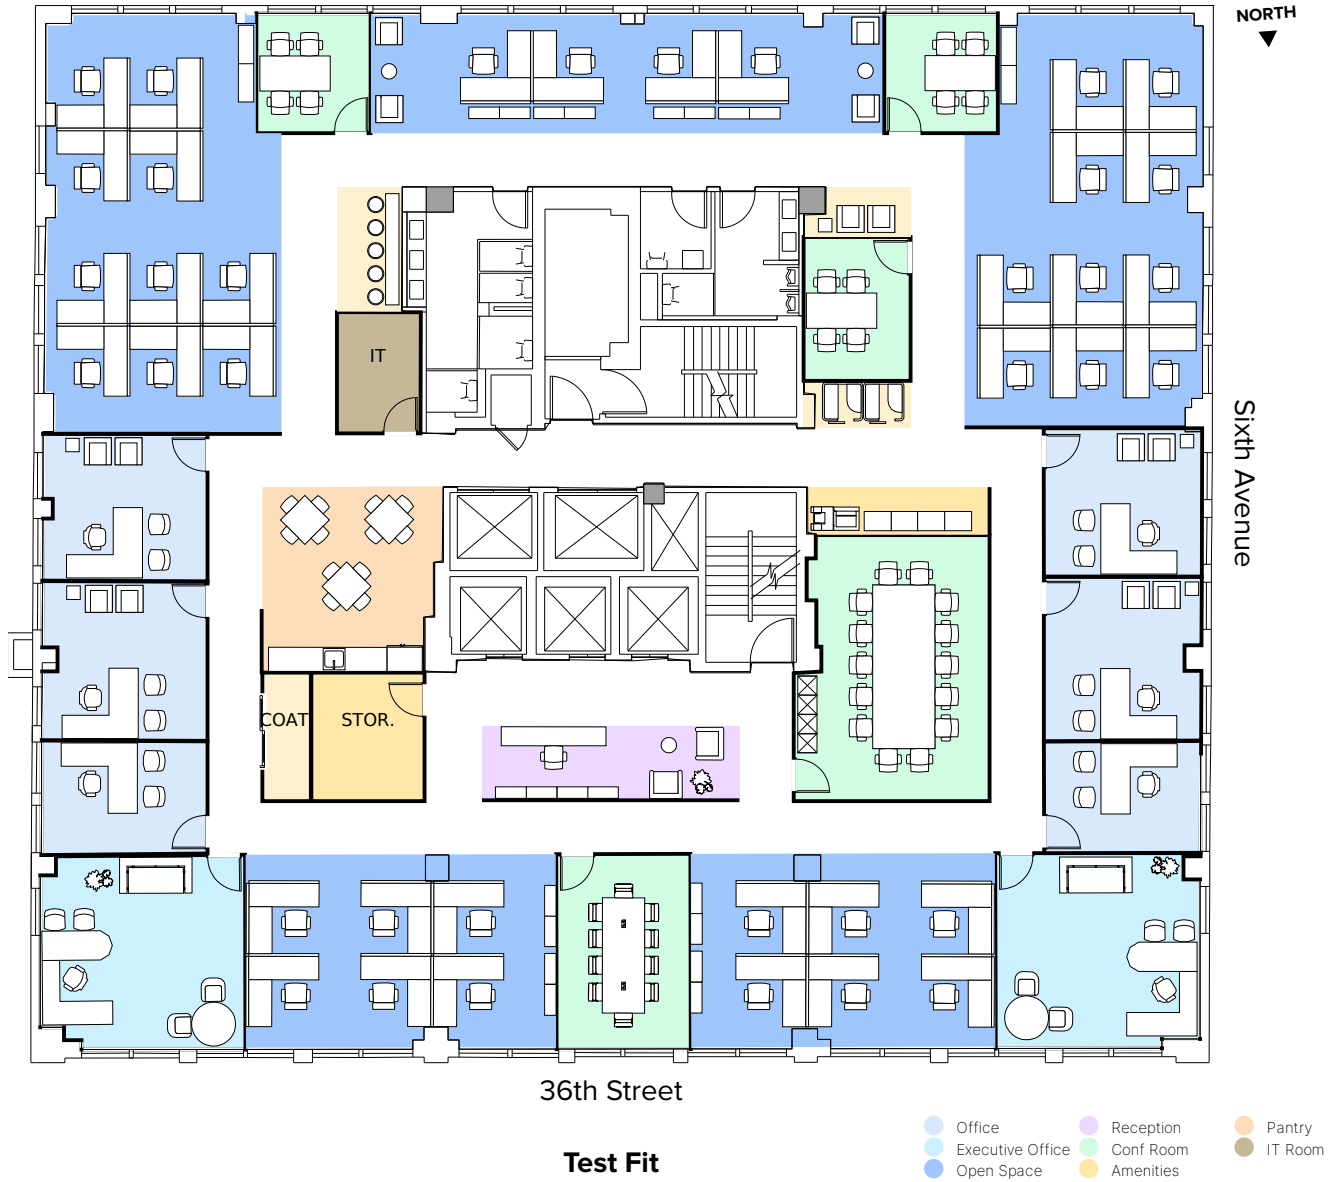 NORTH
IT
Sixth Avenue
COAT
STOR.
36th Street
Test Fit
Office
Executive Office
Open Space
Reception
Conf Room
Amenities
Pantry
IT Room